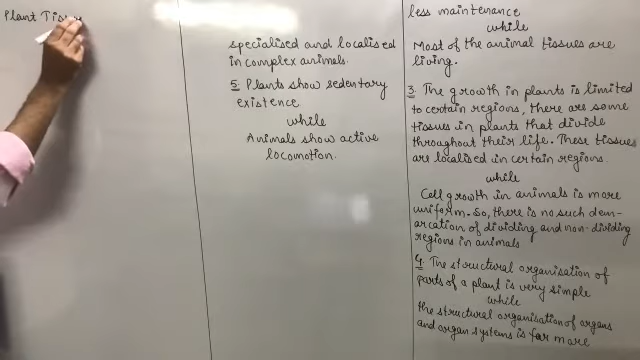 Plant Tissu
specialised and localised
in complex animals.
5. Plants show sedentary
existence
while
Animals show active
locomotion.
less maintenance
while
Most of the animal tissues are
living.
3. The growth in plants is limited
to certain regions, there are some
tissues in plants that divide
throughout their life. These tissues
are localised in certain regions.
while
Cell growth in animals is more
uniform. So, there is no such dem-
arcation of dividing and non-dividing
regions in animals
4. The structural organisation of
parts of a plant is very simple
while
the structural organisation of organs
and organ systems is far more